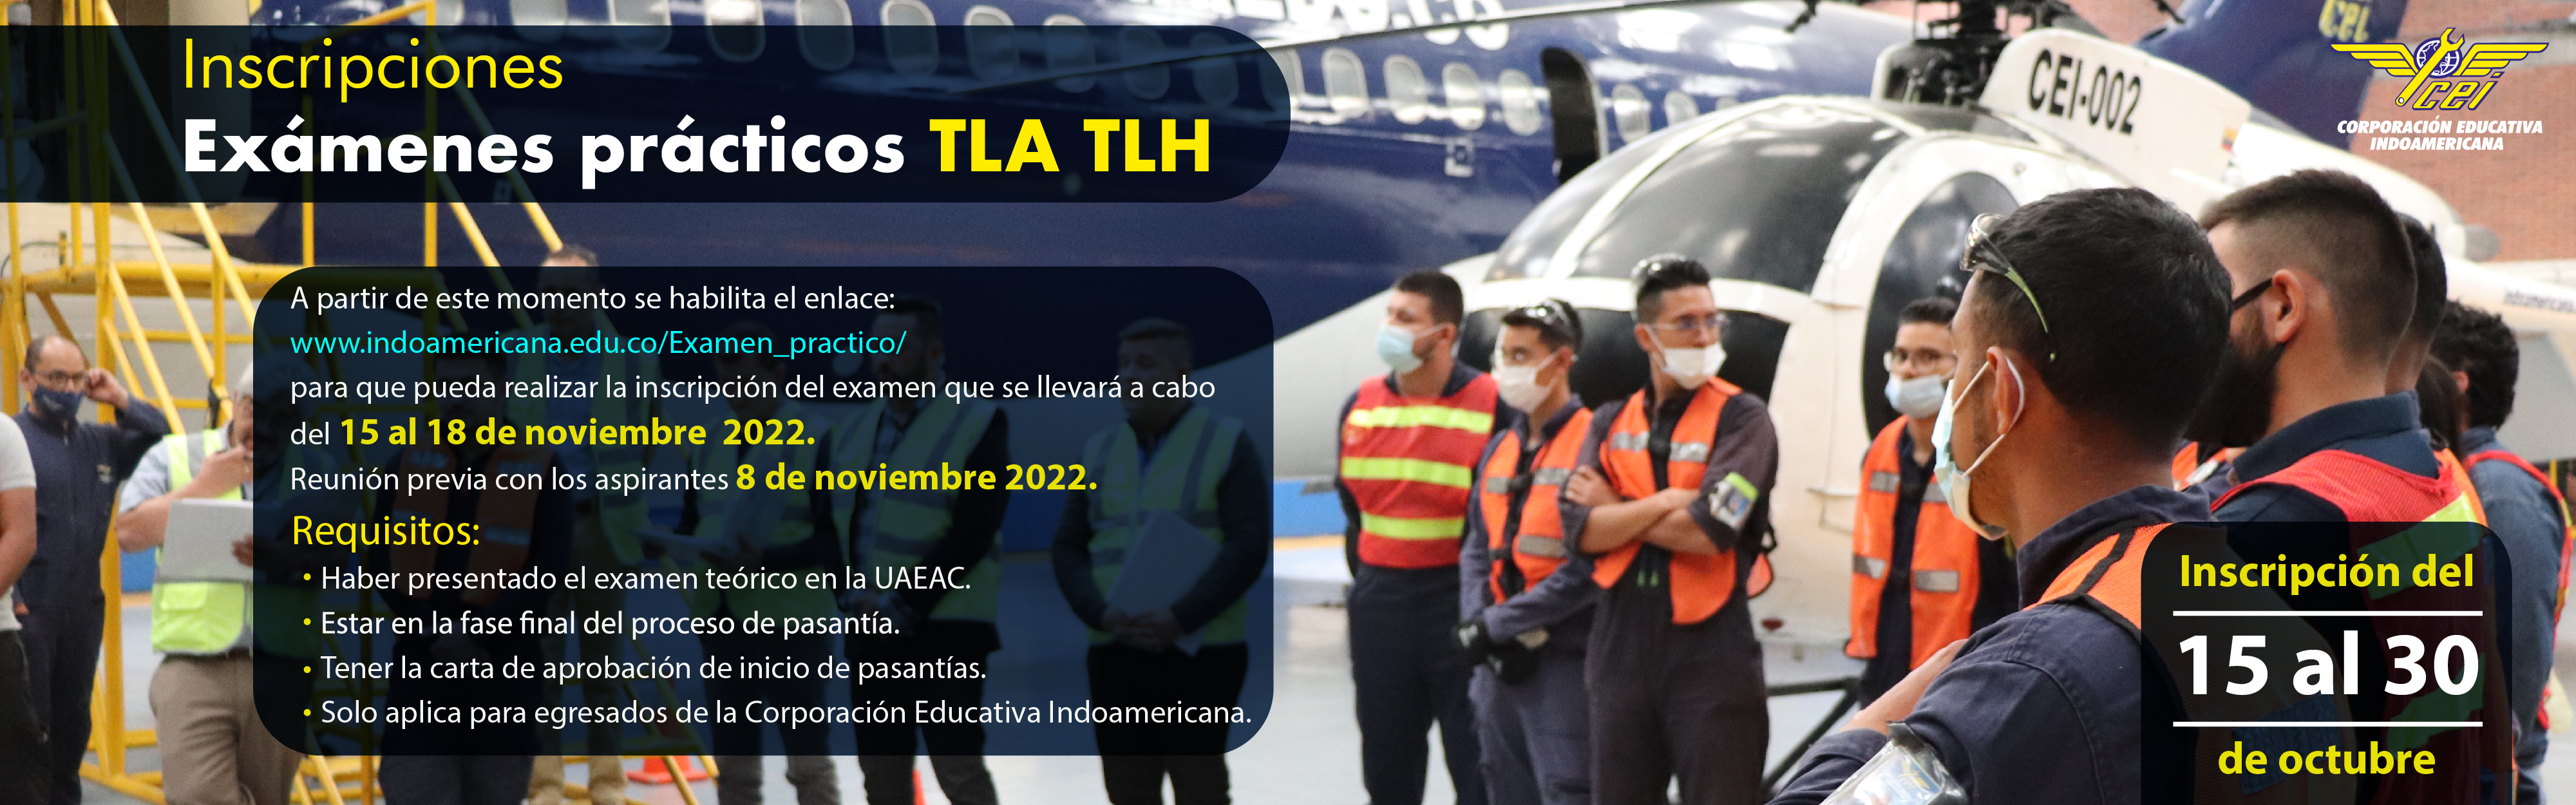 Inscripciones
Exámenes prácticos TLA TLH
A partir de este momento se habilita el enlace:
www.indoamericana.edu.co/Examen_practico/
para que pueda realizar la inscripción del examen que se llevará a cabo
del 15 al 18 de noviembre 2022.
Reunión previa con los aspirantes 8 de noviembre 2022.
Requisitos:
• Haber presentado el examen teórico en la UAEAC.
• Estar en la fase final del proceso de pasantía.
• Tener la carta de aprobación de inicio de pasantías.
• Solo aplica para egresados de la Corporación Educativa Indoamericana.
CEI-002
cei
cei
CORPORACIÓN EDUCATIVA
INDOAMERICANA
Inscripción del
15 al 30
de octubre